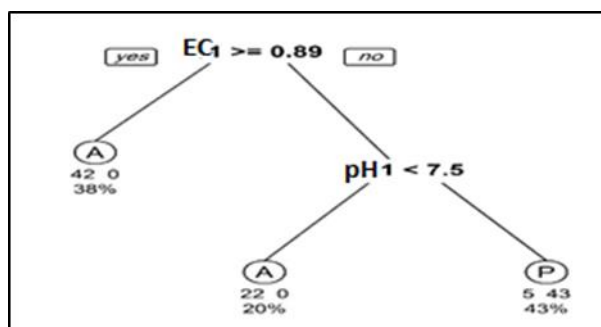 yes EC1 >= 0.89 no
A
42 0
38%
pH1 < 7.5
A P
22 0 5 43
20% 43%